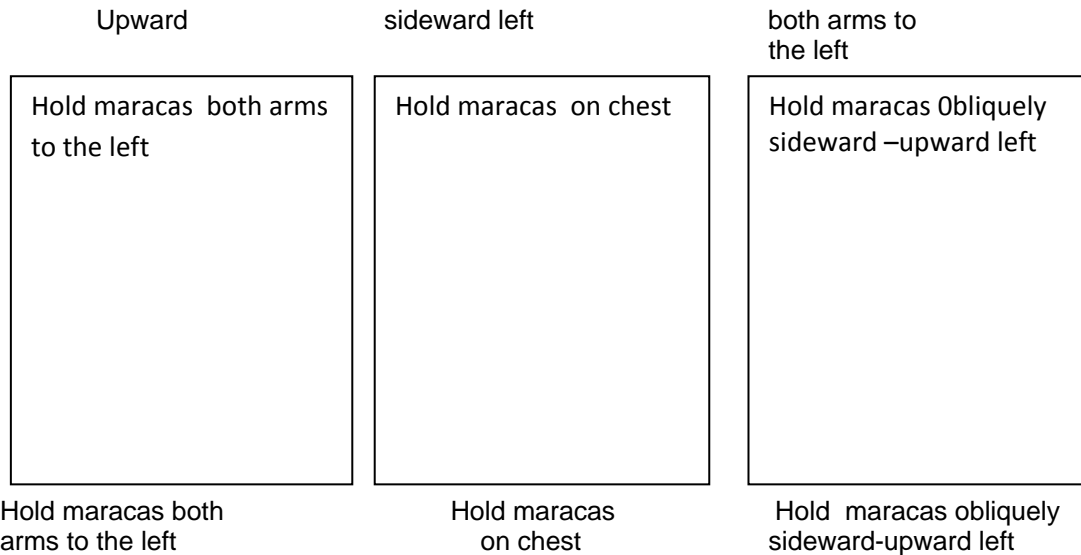 Upward sideward left both arms to
the left
Hold maracas both arms
to the left
Hold maracas on chest
Hold maracas 0bliquely
sideward –upward left
Hold maracas both
arms to the left
Hold maracas
on chest
Hold maracas obliquely
sideward-upward left